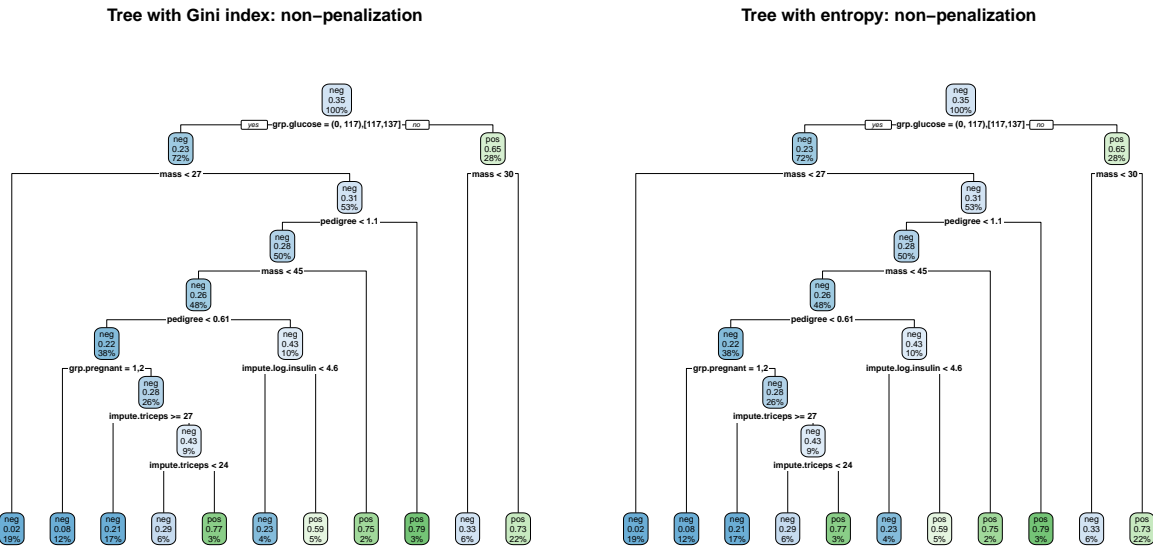 Tree with Gini index: non−penalization
neg
0.35
100%
yes grp.glucose = (0, 117),[117,137] no
neg
0.23
72%
pos
0.65
28%
mass < 27
mass < 30
neg
0.31
53%
pedigree < 1.1
neg
0.28
50%
mass < 45
neg
0.26
48%
pedigree < 0.61
neg
0.22
38%
neg
0.43
10%
grp.pregnant = 1,2
impute.log.insulin < 4.6
neg
0.28
26%
impute.triceps >= 27
neg
0.43
9%
impute.triceps < 24
neg
0.02
19%
neg
0.08
12%
neg
0.21
17%
neg
0.29
6%
pos
0.77
3%
neg
0.23
4%
pos
0.59
5%
pos
0.75
2%
pos
0.79
3%
neg
0.33
6%
pos
0.73
22%
Tree with entropy: non−penalization
neg
0.35
100%
yes grp.glucose = (0, 117),[117,137] no
neg
0.23
72%
pos
0.65
28%
mass < 27
mass < 30
neg
0.31
53%
pedigree < 1.1
neg
0.28
50%
mass < 45
neg
0.26
48%
pedigree < 0.61
neg
0.22
38%
neg
0.43
10%
grp.pregnant = 1,2
impute.log.insulin < 4.6
neg
0.28
26%
impute.triceps >= 27
neg
0.43
9%
impute.triceps < 24
neg
0.02
19%
neg
0.08
12%
neg
0.21
17%
neg
0.29
6%
pos
0.77
3%
neg
0.23
4%
pos
0.59
5%
pos
0.75
2%
pos
0.79
3%
neg
0.33
6%
pos
0.73
22%